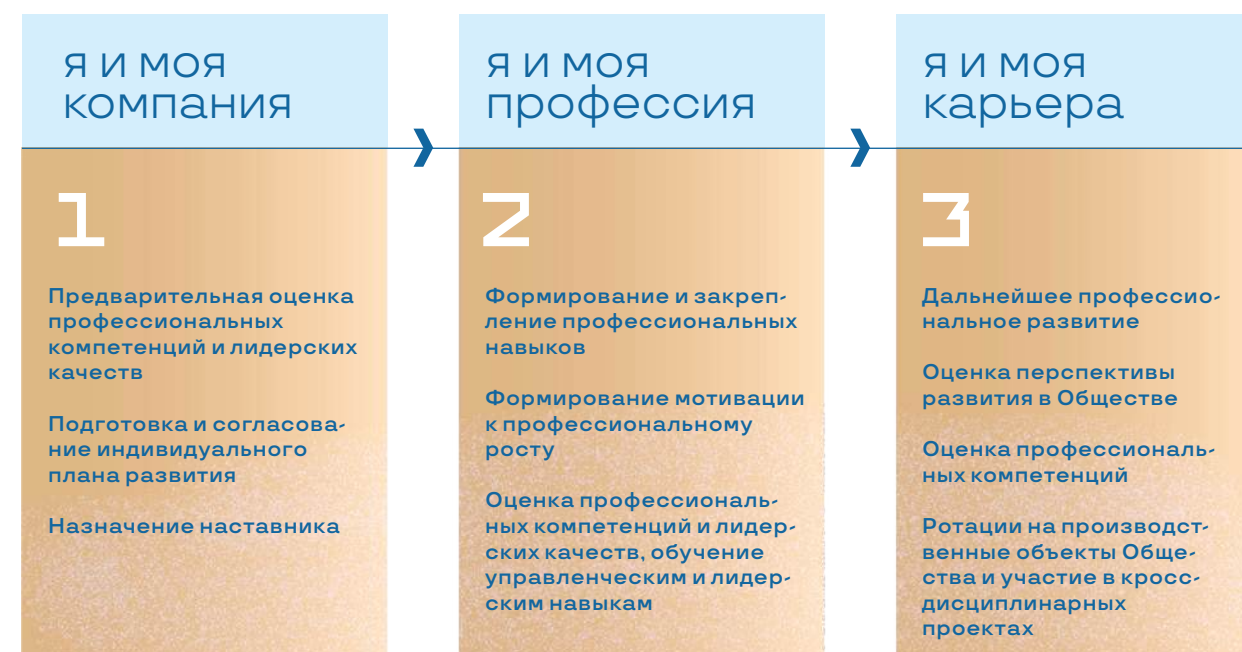 я и моя
компания
1
Предварительная оценка
профессиональных
компетенций и лидерских
качеств
Подготовка и согласова-
ние индивидуального
плана развития
Назначение наставника
я и моя
профессия
2
Формирование и закреп-
ление профессиональных
навыков
Формирование мотивации
к профессиональному
росту
Оценка профессиональ-
ных компетенций и лидер-
ских качеств, обучение
управленческим и лидер-
ским навыкам
я и моя
карьера
3
Дальнейшее профессио-
нальное развитие
Оценка перспективы
развития в Обществе
Оценка профессиональ-
ных компетенций
Ротации на производст-
венные объекты Обще-
ства и участие в кросс-
дисциплинарных
проектах